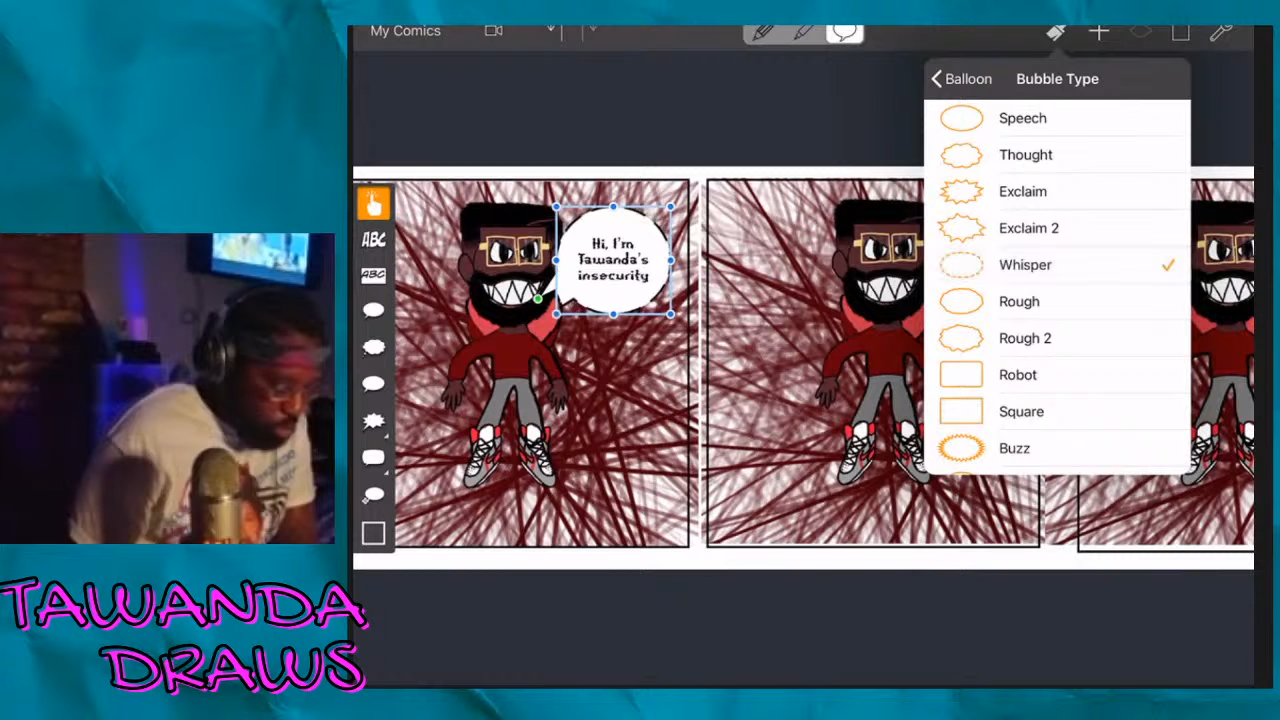 My Comics
Balloon
Bubble Type
Speech
Thought
Exclaim
Exclaim 2
Whisper
Rough
Rough 2
Robot
Square
Buzz
ABC
ABC
Hi, I'm
Tawanda's
insecurity
TAWANDA
DRAWS